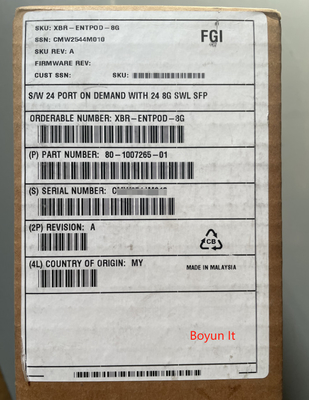 SKU: XBR-ENTPOD-8G
SSN: CMW2544M010
SKU REV: A
FIRMWARE REV:
CUST SSN: SKU:
FGI
S/W 24 PORT ON DEMAND WITH 24 8G SWL SFP
ORDERABLE NUMBER: XBR-ENTPOD-8G
(P) PART NUMBER: 80-1007265-01
(S) SERIAL NUMBER:
(2P) REVISION: A
CB
(4L) COUNTRY OF ORIGIN: MY
MADE IN MALAYSIA
Boyun It